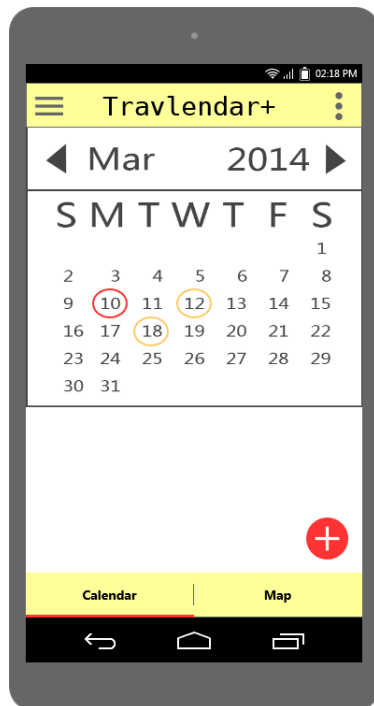 02:18 PM
Travlendar+
Mar 2014
S M T W T F S
1
2 3 4 5 6 7 8
9 10 11 12 13 14 15
16 17 18 19 20 21 22
23 24 25 26 27 28 29
30 31
Calendar Map